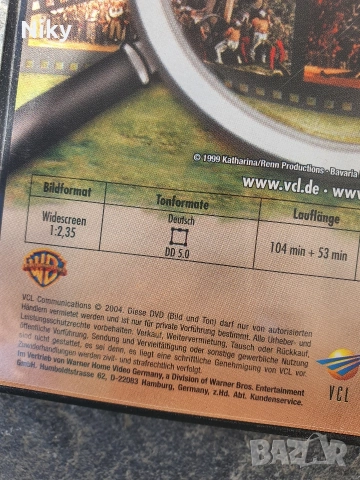 Niky
© 1999 Katharina/Renn Productions · Bavaria
www.vcl.de · www
Bildformat
Tonformate
Lauflänge
Widescreen
1:2,35
Deutsch
DD 5.0
104 min + 53 min
WB
VCL Communications © 2004. Diese DVD (Bild und Ton) darf nur von autorisierten
Händlern vermietet werden und ist nur für private Vorführung bestimmt. Alle Urheber- und
Leistungsschutzrechte vorbehalten. Verkauf, Weitervermietung, Tausch oder Rückkauf,
öffentliche Vorführung, Sendung und Vervielfältigung oder sonstige gewerbliche Nutzung
sind nicht gestattet, es sei denn, es liegt eine schriftliche Genehmigung von VCL vor.
Zuwiderhandlungen werden zivil- und strafrechtlich verfolgt.
Im Vertrieb von Warner Home Video Germany, a Division of Warner Bros. Entertainment
GmbH, Humboldtstrasse 62, D-22083 Hamburg, Germany, z.Hd. Abt. Kundenservice.
VCL
BAZAR